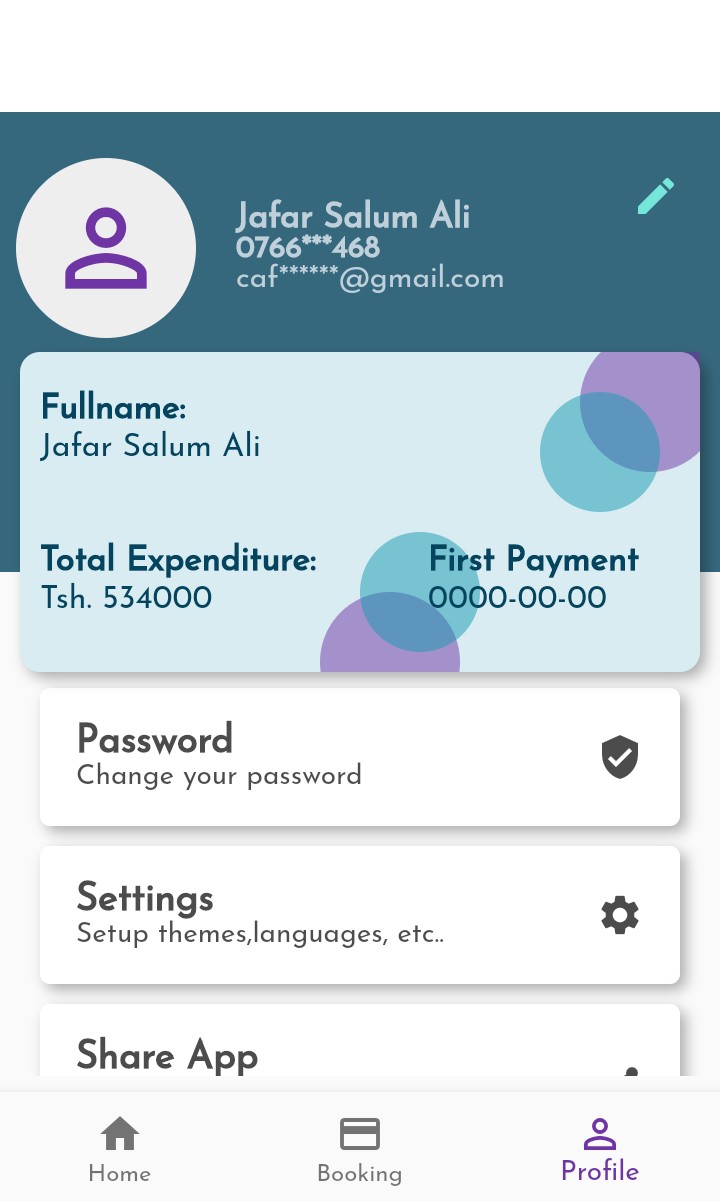 Jafar Salum Ali
0766***468
caf******@gmail.com
Fullname:
Jafar Salum Ali
Total Expenditure:
Tsh. 534000
First Payment
0000-00-00
Password
Change your password
Settings
Setup themes,languages, etc..
Share App
Home
Booking
Profile